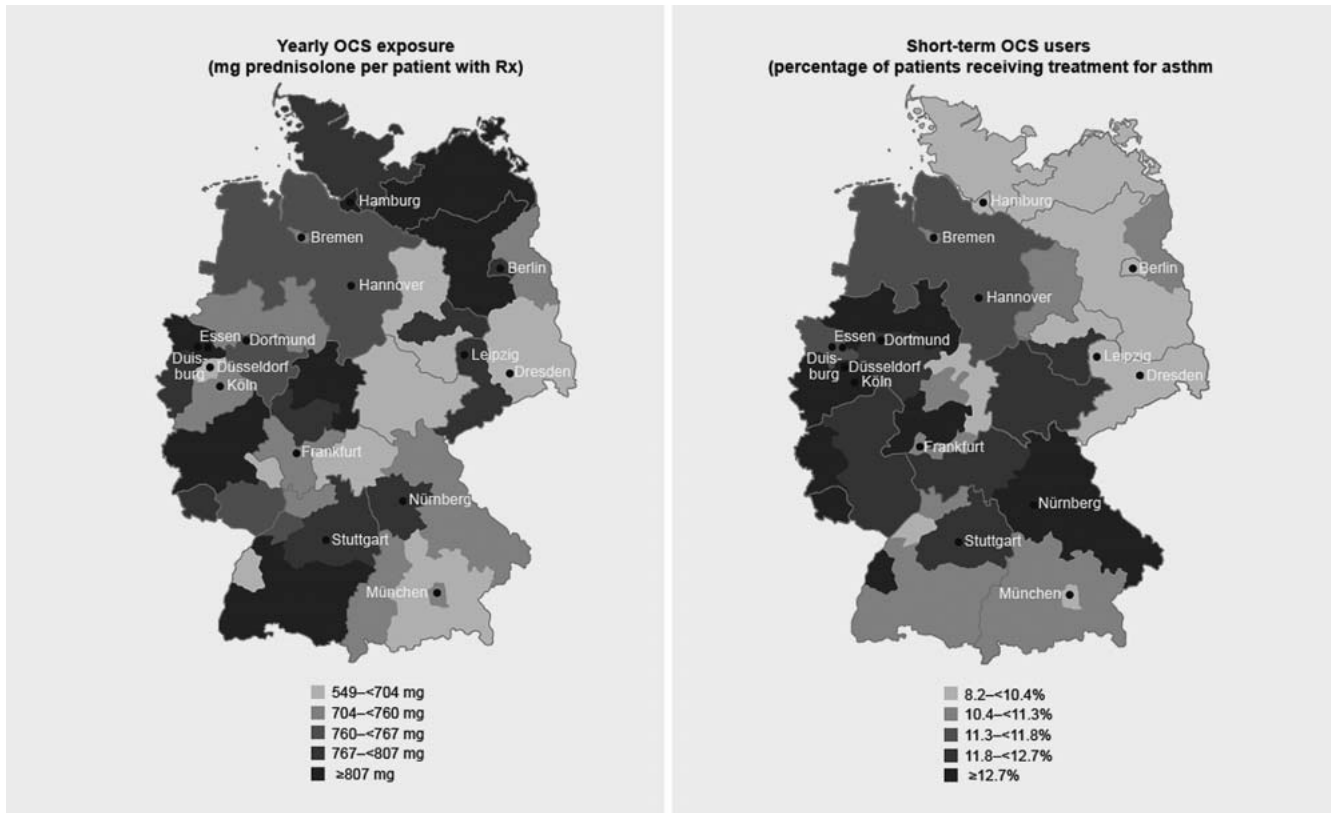 Yearly OCS exposure
(mg prednisolone per patient with Rx)
Hamburg
Bremen
Berlin
Hannover
Essen
Dortmund
Duis-
burg
Düsseldorf
Köln
Leipzig
Dresden
Frankfurt
Nürnberg
Stuttgart
München
549–<704 mg
704–<760 mg
760–<767 mg
767–<807 mg
≥807 mg
Short-term OCS users
(percentage of patients receiving treatment for asthm
Hamburg
Bremen
Berlin
Hannover
Essen
Dortmund
Duis-
burg
Düsseldorf
Köln
Leipzig
Dresden
Frankfurt
Nürnberg
Stuttgart
München
8.2–<10.4%
10.4–<11.3%
11.3–<11.8%
11.8–<12.7%
≥12.7%